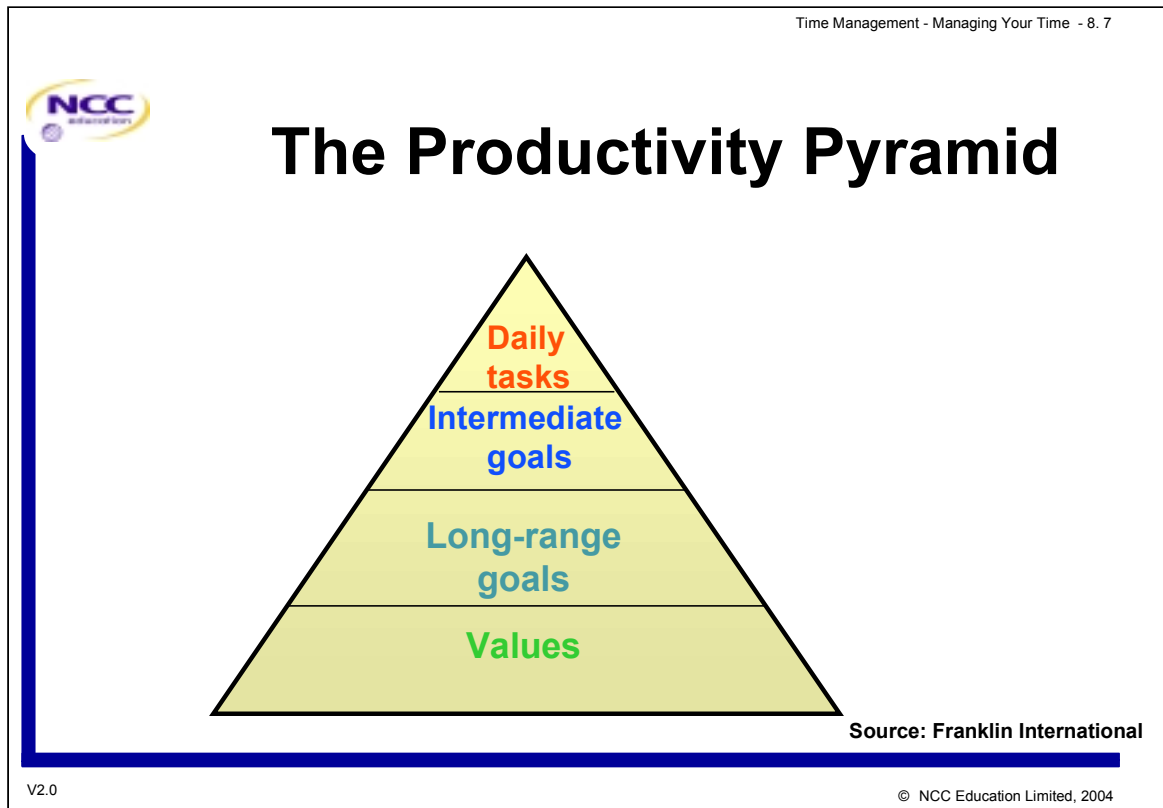 Time Management - Managing Your Time - 8. 7
NCC
education
The Productivity Pyramid
Daily
tasks
Intermediate
goals
Long-range
goals
Values
Source: Franklin International
V2.0
© NCC Education Limited, 2004